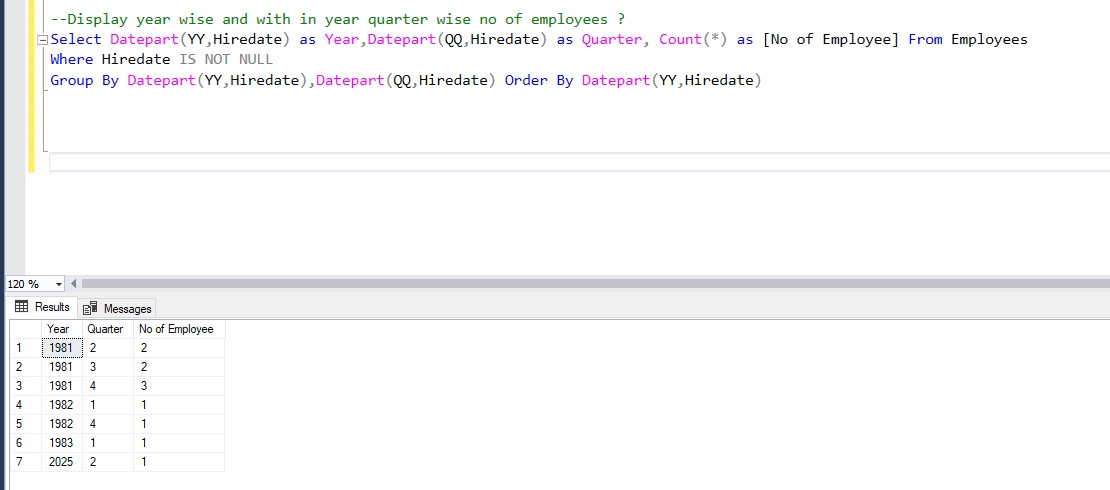 --Display year wise and with in year quarter wise no of employees ?
Select Datepart(YY,Hiredate) as Year,Datepart(QQ,Hiredate) as Quarter, Count(*) as [No of Employee] From Employees
Where Hiredate IS NOT NULL
Group By Datepart(YY,Hiredate),Datepart(QQ,Hiredate) Order By Datepart(YY,Hiredate)
120 %
Results Messages
Year Quarter No of Employee
1 1981 2 2
2 1981 3 2
3 1981 4 3
4 1982 1 1
5 1982 4 1
6 1983 1 1
7 2025 2 1